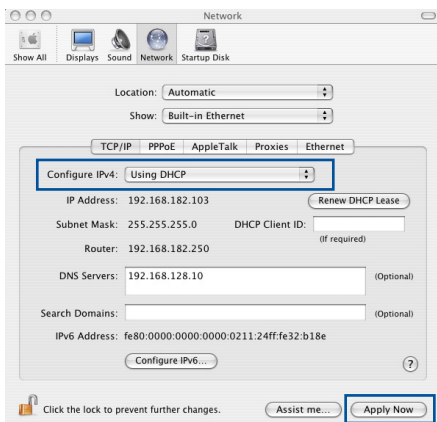 Network
Show All Displays Sound Network Startup Disk
Location: Automatic
Show: Built-in Ethernet
TCP/IP PPPoE AppleTalk Proxies Ethernet
Configure IPv4: Using DHCP
IP Address: 192.168.182.103 Renew DHCP Lease
Subnet Mask: 255.255.255.0 DHCP Client ID:
(If required)
Router: 192.168.182.250
DNS Servers: 192.168.128.10 (Optional)
Search Domains: (Optional)
IPv6 Address: fe80:0000:0000:0000:0211:24ff:fe32:b18e
Configure IPv6... ?
Click the lock to prevent further changes. Assist me... Apply Now